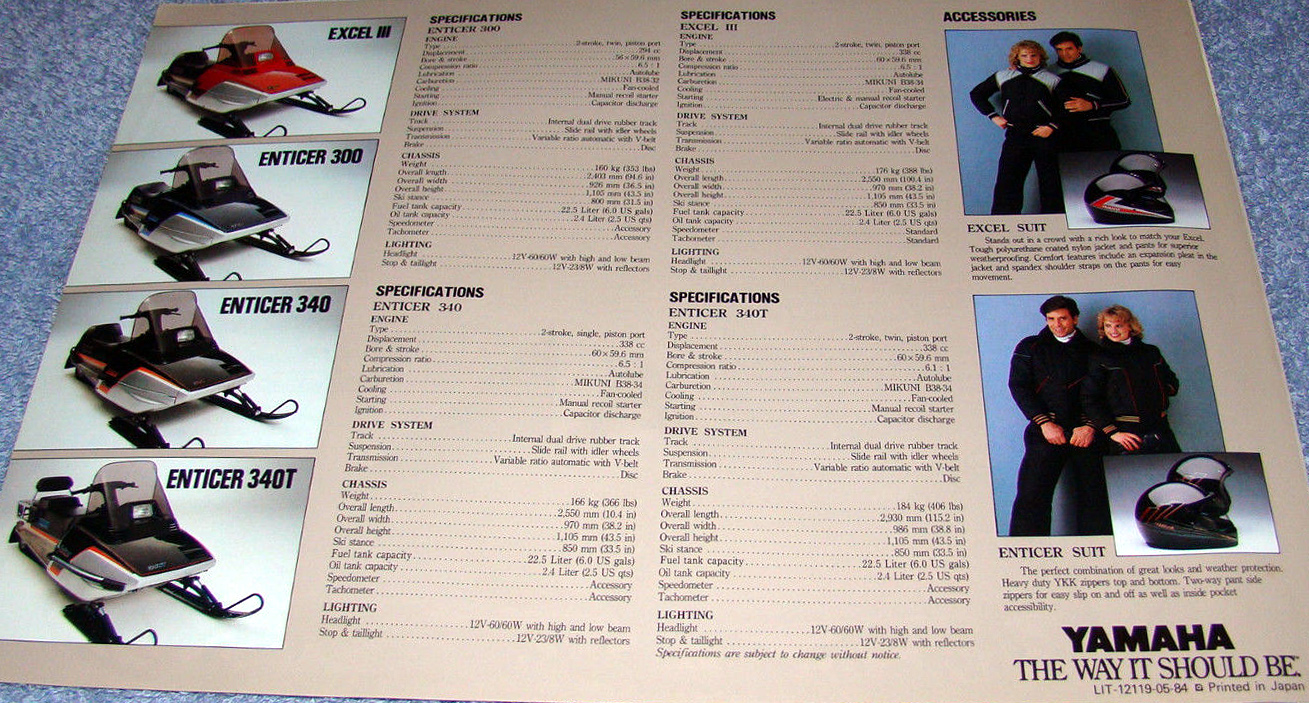 EXCEL III
ENTICER 300
ENTICER 340
ENTICER 340T
SPECIFICATIONS
ENTICER 300
ENGINE
Type 2-stroke, twin, piston port
Displacement 294 cc
Bore & stroke 56×59.6 mm
Compression ratio 6.5 : 1
Lubrication Autolube
Carburetion MIKUNI B38-32
Cooling Fan-cooled
Starting Manual recoil starter
Ignition Capacitor discharge
DRIVE SYSTEM
Track Internal dual drive rubber track
Suspension Slide rail with idler wheels
Transmission Variable ratio automatic with V-belt
Brake Disc
CHASSIS
Weight 160 kg (353 lbs)
Overall length 2,403 mm (94.6 in)
Overall width 926 mm (36.5 in)
Overall height 1,105 mm (43.5 in)
Ski stance 800 mm (31.5 in)
Fuel tank capacity 22.5 Liter (6.0 US gals)
Oil tank capacity 2.4 Liter (2.5 US qts)
Speedometer Accessory
Tachometer Accessory
LIGHTING
Headlight 12V-60/60W with high and low beam
Stop & taillight 12V-23/8W with reflectors
SPECIFICATIONS
ENTICER 340
ENGINE
Type 2-stroke, single, piston port
Displacement 338 cc
Bore & stroke 60×59.6 mm
Compression ratio 6.5 : 1
Lubrication Autolube
Carburetion MIKUNI B38-34
Cooling Fan-cooled
Starting Manual recoil starter
Ignition Capacitor discharge
DRIVE SYSTEM
Track Internal dual drive rubber track
Suspension Slide rail with idler wheels
Transmission Variable ratio automatic with V-belt
Brake Disc
CHASSIS
Weight 166 kg (366 lbs)
Overall length 2,550 mm (10.4 in)
Overall width 970 mm (38.2 in)
Overall height 1,105 mm (43.5 in)
Ski stance 850 mm (33.5 in)
Fuel tank capacity 22.5 Liter (6.0 US gals)
Oil tank capacity 2.4 Liter (2.5 US qts)
Speedometer Accessory
Tachometer Accessory
LIGHTING
Headlight 12V-60/60W with high and low beam
Stop & taillight 12V-23/8W with reflectors
SPECIFICATIONS
EXCEL III
ENGINE
Type 2-stroke, twin, piston port
Displacement 338 cc
Bore & stroke 60×59.6 mm
Compression ratio 6.5 : 1
Lubrication Autolube
Carburetion MIKUNI B38-34
Cooling Fan-cooled
Starting Electric & manual recoil starter
Ignition Capacitor discharge
DRIVE SYSTEM
Track Internal dual drive rubber track
Suspension Slide rail with idler wheels
Transmission Variable ratio automatic with V-belt
Brake Disc
CHASSIS
Weight 176 kg (388 lbs)
Overall length 2,550 mm (100.4 in)
Overall width 970 mm (38.2 in)
Overall height 1,105 mm (43.5 in)
Ski stance 850 mm (33.5 in)
Fuel tank capacity 22.5 Liter (6.0 US gals)
Oil tank capacity 2.4 Liter (2.5 US qts)
Speedometer Standard
Tachometer Standard
LIGHTING
Headlight 12V-60/60W with high and low beam
Stop & taillight 12V-23/8W with reflectors
SPECIFICATIONS
ENTICER 340T
ENGINE
Type 2-stroke, twin, piston port
Displacement 338 cc
Bore & stroke 60×59.6 mm
Compression ratio 6.1 : 1
Lubrication Autolube
Carburetion MIKUNI B38-34
Cooling Fan-cooled
Starting Manual recoil starter
Ignition Capacitor discharge
DRIVE SYSTEM
Track Internal dual drive rubber track
Suspension Slide rail with idler wheels
Transmission Variable ratio automatic with V-belt
Brake Disc
CHASSIS
Weight 184 kg (406 lbs)
Overall length 2,930 mm (115.2 in)
Overall width 986 mm (38.8 in)
Overall height 1,105 mm (43.5 in)
Ski stance 850 mm (33.5 in)
Fuel tank capacity 22.5 Liter (6.0 US gals)
Oil tank capacity 2.4 Liter (2.5 US qts)
Speedometer Accessory
Tachometer Accessory
LIGHTING
Headlight 12V-60/60W with high and low beam
Stop & taillight 12V-23/8W with reflectors
Specifications are subject to change without notice.
ACCESSORIES
EXCEL SUIT
Stands out in a crowd with a rich look to match your Excel.
Tough polyurethane coated nylon jacket and pants for superior
weatherproofing. Comfort features include an expansion pleat in the
jacket and spandex shoulder straps on the pants for easy
movement.
ENTICER SUIT
The perfect combination of great looks and weather protection.
Heavy duty YKK zippers top and bottom. Two-way pant side
zippers for easy slip on and off as well as inside pocket
accessibility.
YAMAHA
THE WAY IT SHOULD BE.
LIT-12119-05-84 Printed in Japan